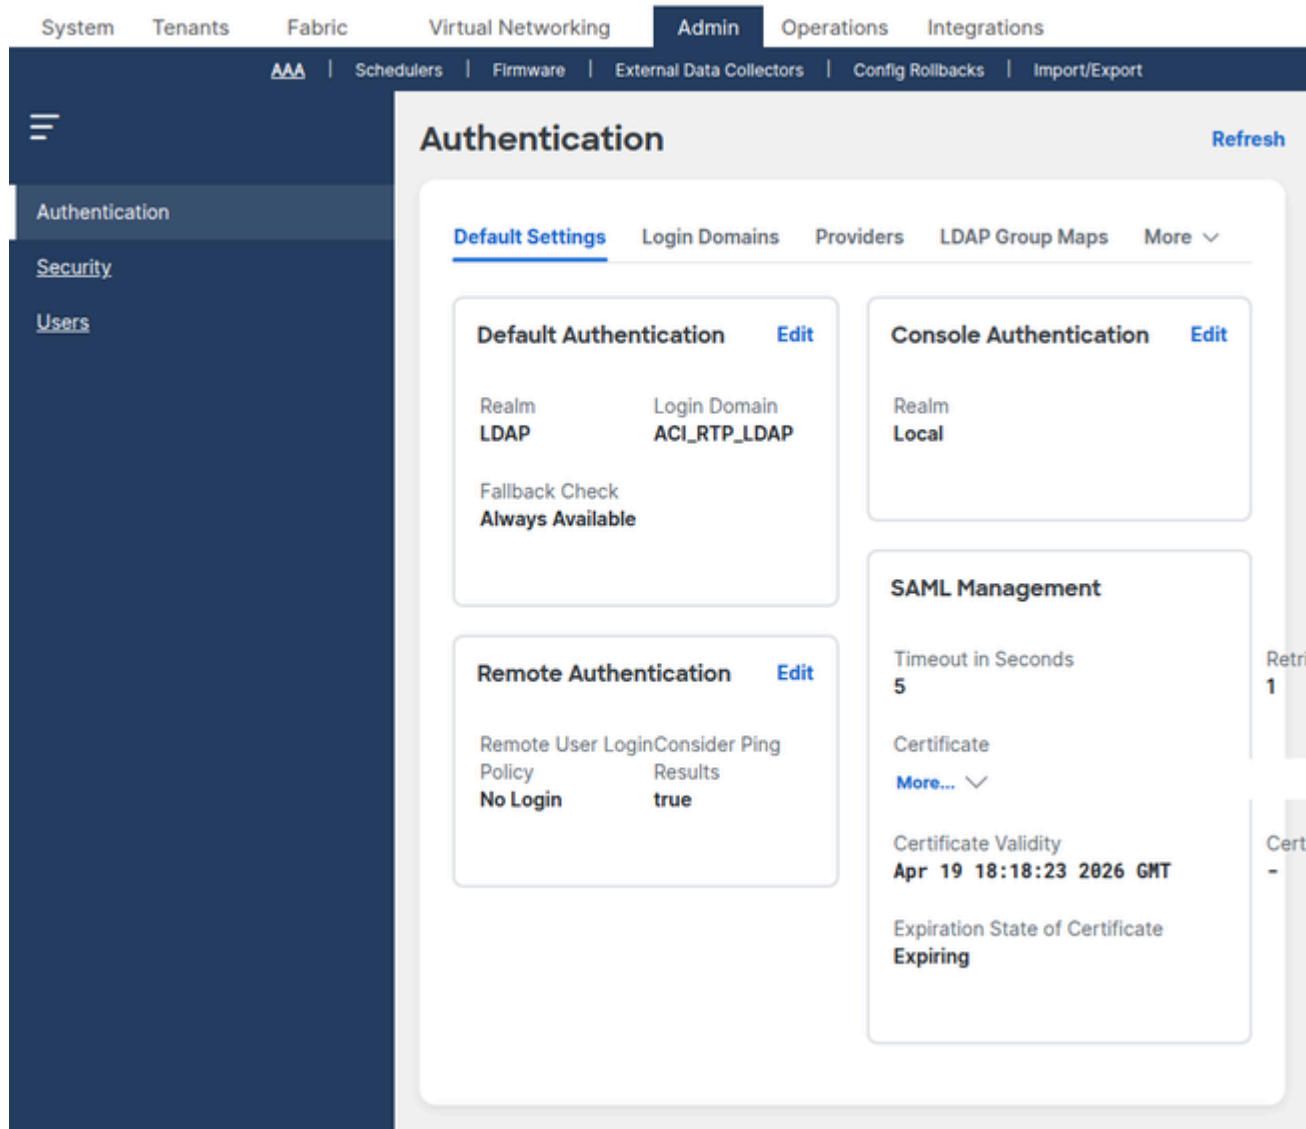 System Tenants Fabric Virtual Networking Admin Operations Integrations
AAA | Schedulers | Firmware | External Data Collectors | Config Rollbacks | Import/Export
Authentication
Security
Users
Authentication Refresh
Default Settings Login Domains Providers LDAP Group Maps More
Default Authentication Edit
Realm Login Domain
LDAP ACI_RTP_LDAP
Fallback Check
Always Available
Console Authentication Edit
Realm
Local
Remote Authentication Edit
Remote User Login Consider Ping
Policy Results
No Login true
SAML Management
Timeout in Seconds Retri
5 1
Certificate
More...
Certificate Validity Cert
Apr 19 18:18:23 2026 GMT -
Expiration State of Certificate
Expiring